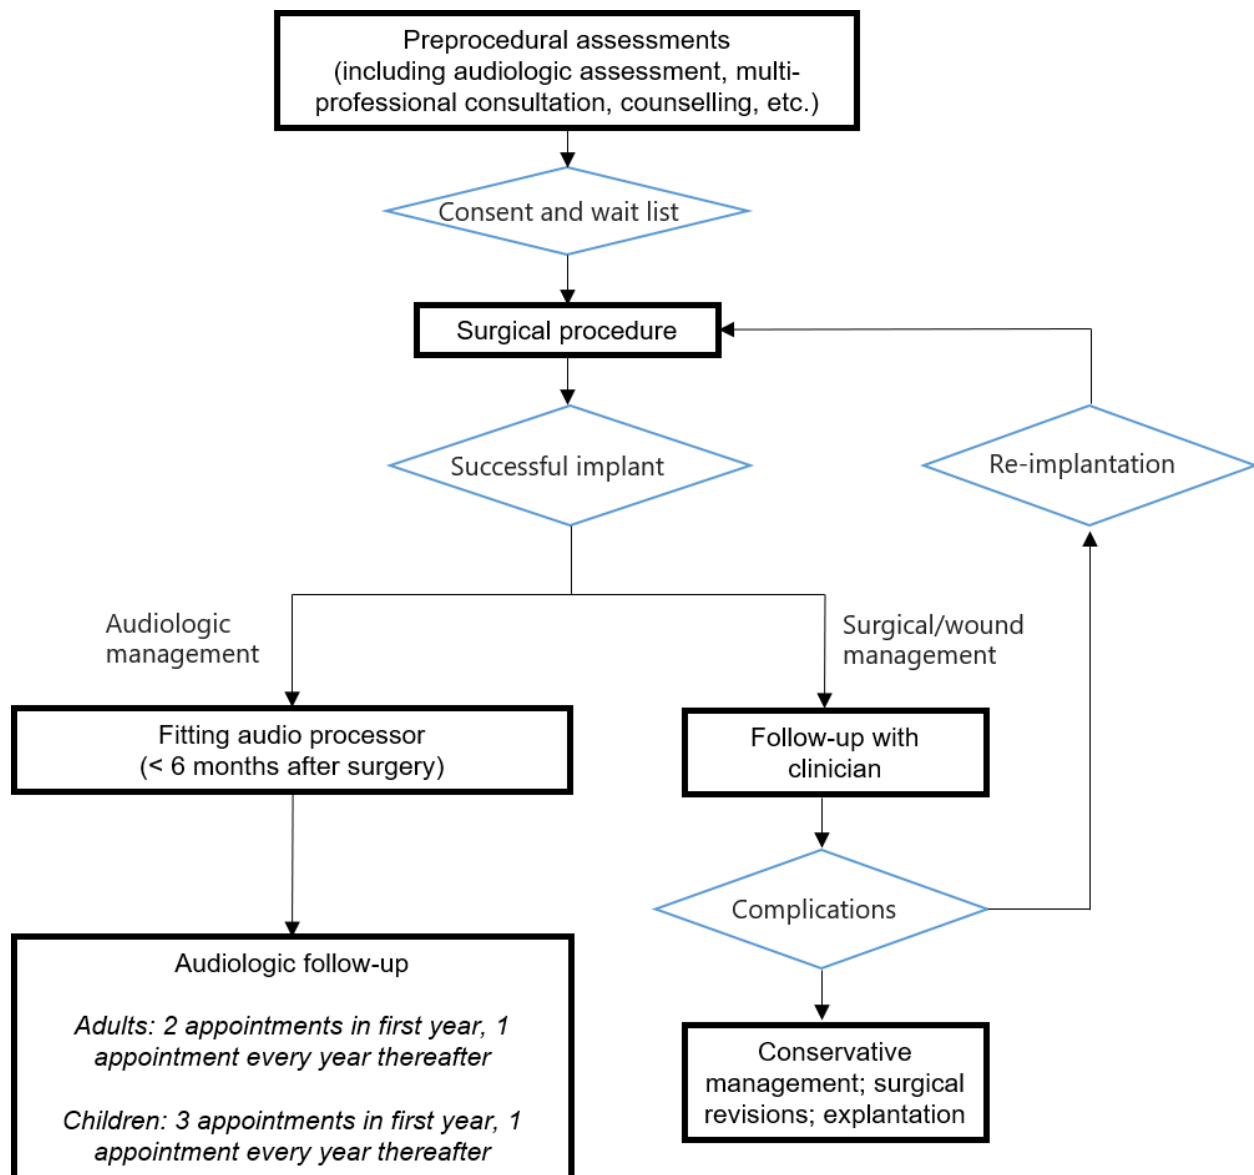 Preprocedural assessments
(including audiologic assessment, multi-
professional consultation, counselling, etc.)
Consent and wait list
Surgical procedure
Successful implant
Re-implantation
Audiologic
management
Surgical/wound
management
Fitting audio processor
(< 6 months after surgery)
Follow-up with
clinician
Complications
Audiologic follow-up
Adults: 2 appointments in first year, 1
appointment every year thereafter
Children: 3 appointments in first year, 1
appointment every year thereafter
Conservative
management; surgical
revisions; explantation